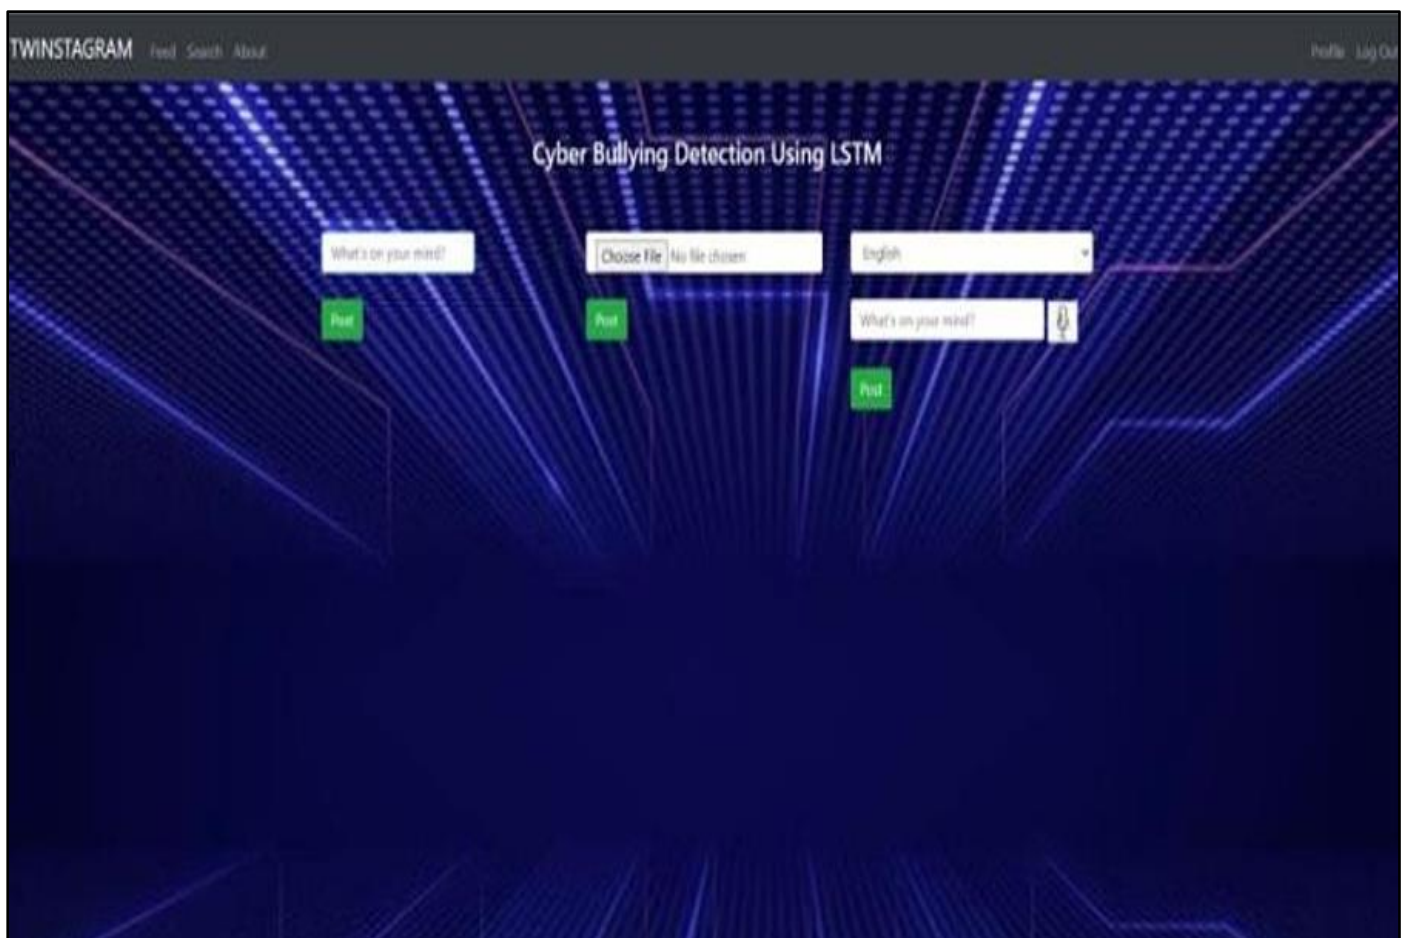 TWINSTAGRAM Feed Search About Profile Log Out
Cyber Bullying Detection Using LSTM
What's on your mind? Choose File No file chosen English
Post Post What's on your mind?
Post